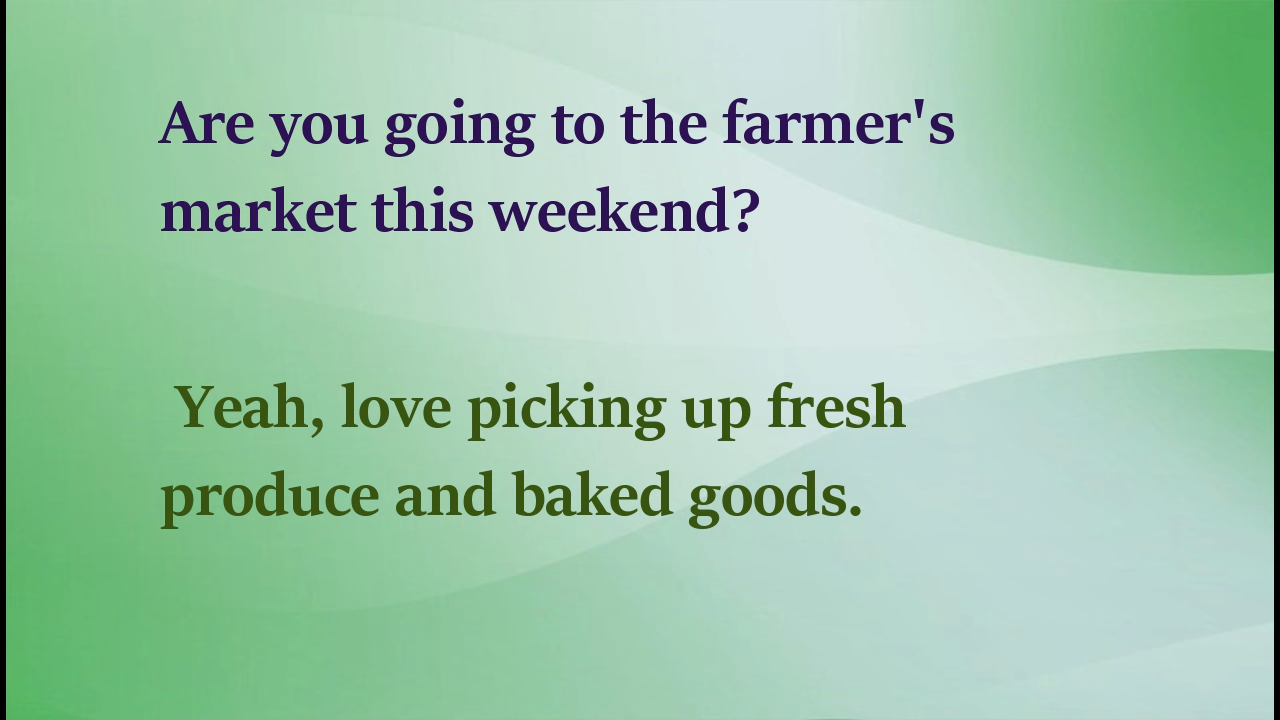 Are you going to the farmer's
market this weekend?
Yeah, love picking up fresh
produce and baked goods.